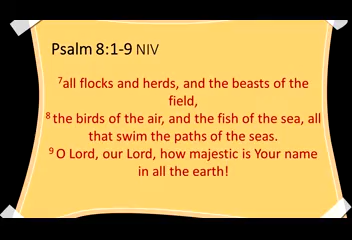 Psalm 8:1-9 NIV
7all flocks and herds, and the beasts of the
field,
8 the birds of the air, and the fish of the sea, all
that swim the paths of the seas.
9 O Lord, our Lord, how majestic is Your name
in all the earth!